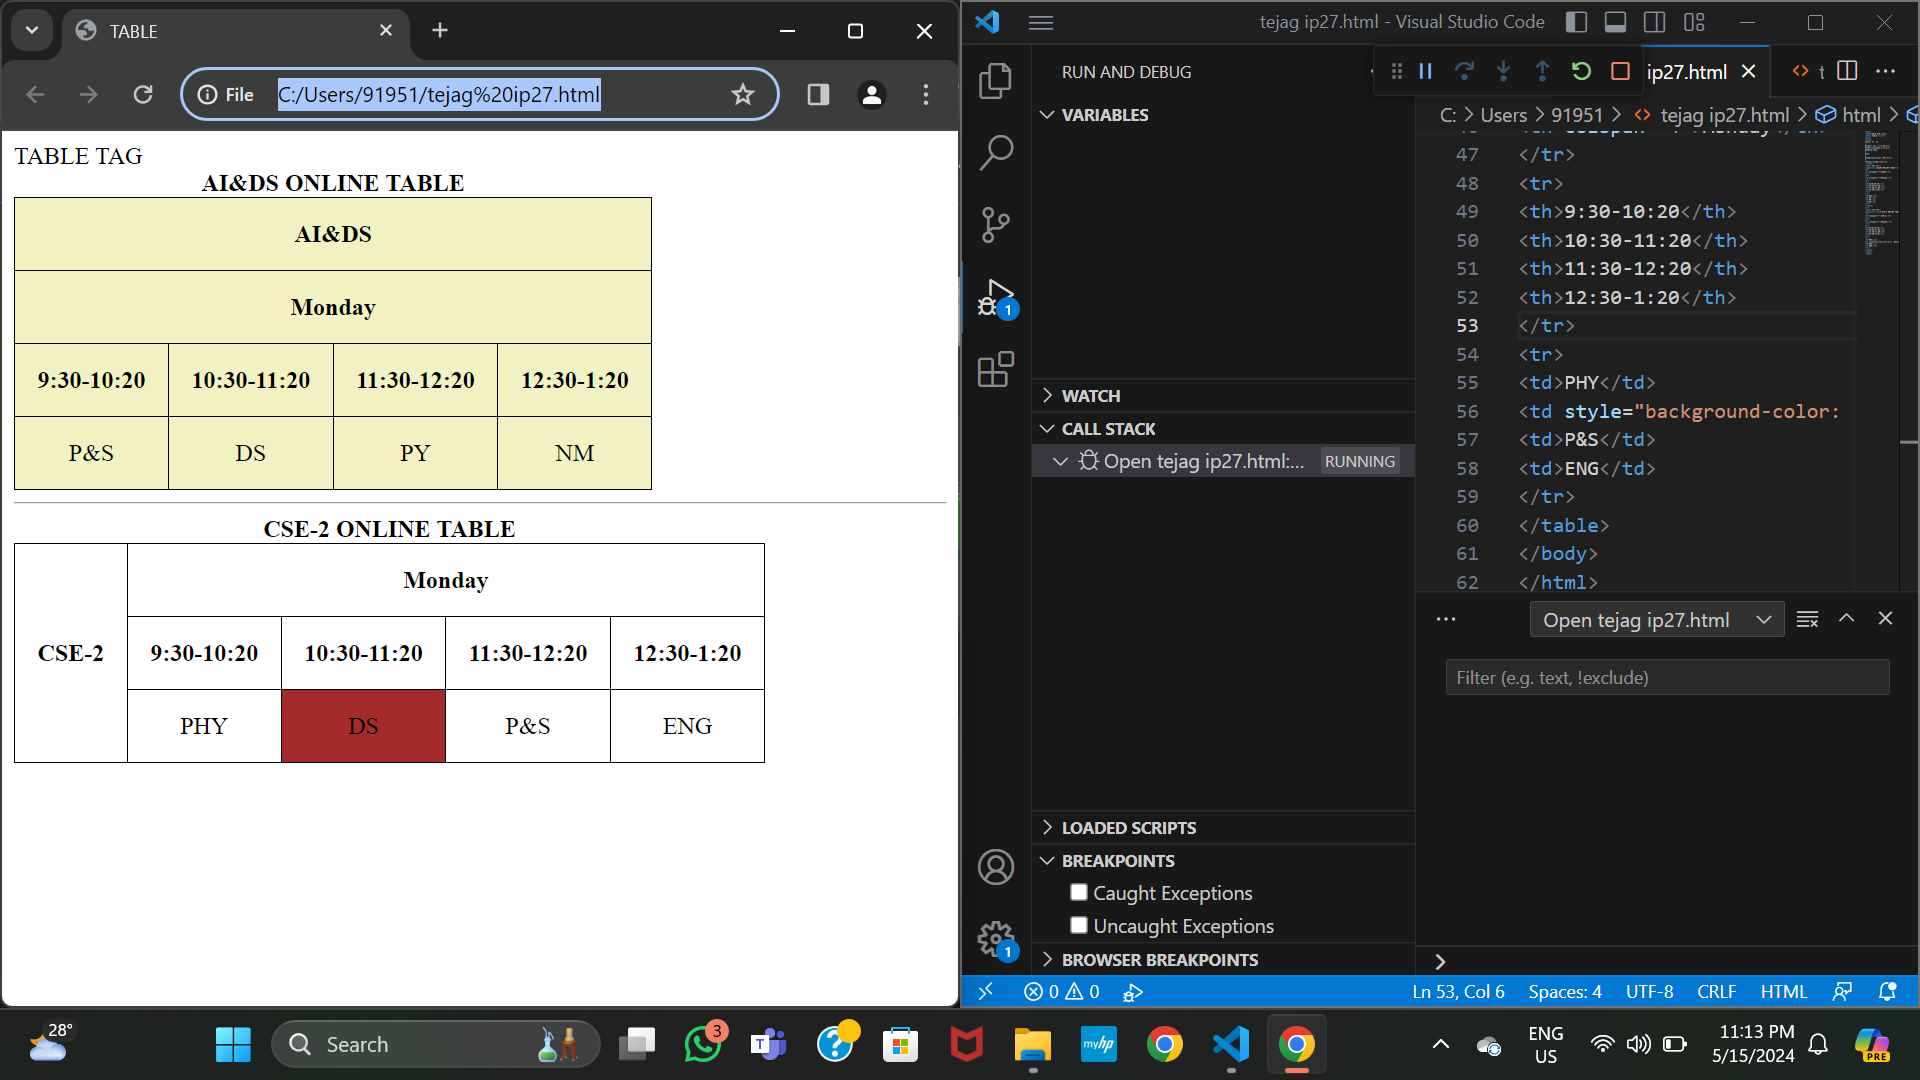 TABLE
File C:/Users/91951/tejag%20ip27.html
TABLE TAG
AI&DS ONLINE TABLE
AI&DS
Monday
9:30-10:20 10:30-11:20 11:30-12:20 12:30-1:20
P&S DS PY NM
CSE-2 ONLINE TABLE
CSE-2 Monday
9:30-10:20 10:30-11:20 11:30-12:20 12:30-1:20
PHY DS P&S ENG
tejag ip27.html - Visual Studio Code
RUN AND DEBUG
VARIABLES
WATCH
CALL STACK
Open tejag ip27.html:... RUNNING
LOADED SCRIPTS
BREAKPOINTS
Caught Exceptions
Uncaught Exceptions
BROWSER BREAKPOINTS
1
1
ip27.html
C: > Users > 91951 > <> tejag ip27.html > html >
47 </tr>
48 <tr>
49 <th>9:30-10:20</th>
50 <th>10:30-11:20</th>
51 <th>11:30-12:20</th>
52 <th>12:30-1:20</th>
53 </tr>
54 <tr>
55 <td>PHY</td>
56 <td style="background-color:
57 <td>P&S</td>
58 <td>ENG</td>
59 </tr>
60 </table>
61 </body>
62 </html>
Open tejag ip27.html
Filter (e.g. text, !exclude)
0 0 Ln 53, Col 6 Spaces: 4 UTF-8 CRLF HTML
28°
Search
3
myhp
ENG
US
11:13 PM
5/15/2024
PRE